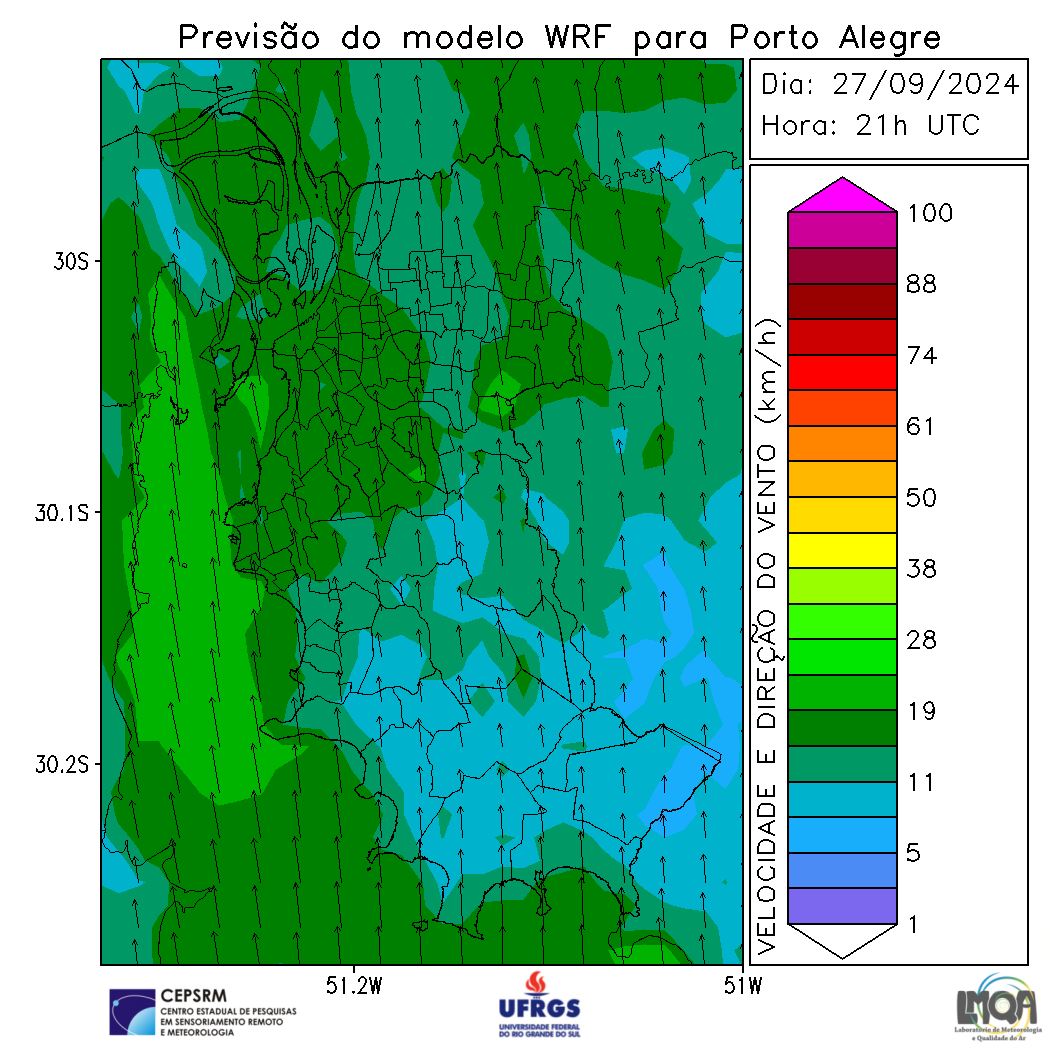 Previsão do modelo WRF para Porto Alegre
Dia: 27/09/2024
Hora: 21h UTC
30S
30.1S
30.2S
51.2W
51W
VELOCIDADE E DIREÇÃO DO VENTO (km/h)
100
88
74
61
50
38
28
19
11
5
1
CEPSRM
CENTRO ESTADUAL DE PESQUISAS
EM SENSORIAMENTO REMOTO
E METEOROLOGIA
UFRGS
UNIVERSIDADE FEDERAL
DO RIO GRANDE DO SUL
LMQA
Laboratório de Meteorologia
e Qualidade do Ar